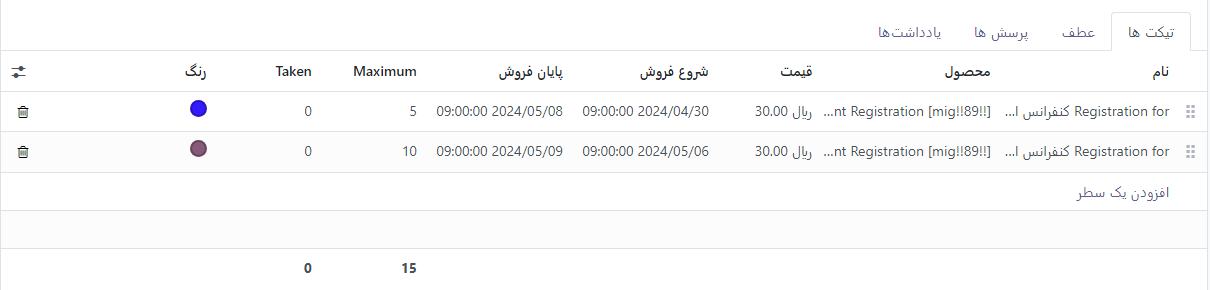 تیکت ها عطف پرسش ها یادداشت‌ها
نام محصول قیمت شروع فروش پایان فروش Maximum Taken رنگ
Registration for کنفرانس ا... [mig!!89!!] nt Registration... 30.00 ریال 2024/04/30 09:00:00 2024/05/08 09:00:00 5 0
Registration for کنفرانس ا... [mig!!89!!] nt Registration... 30.00 ریال 2024/05/06 09:00:00 2024/05/09 09:00:00 10 0
افزودن یک سطر
15 0